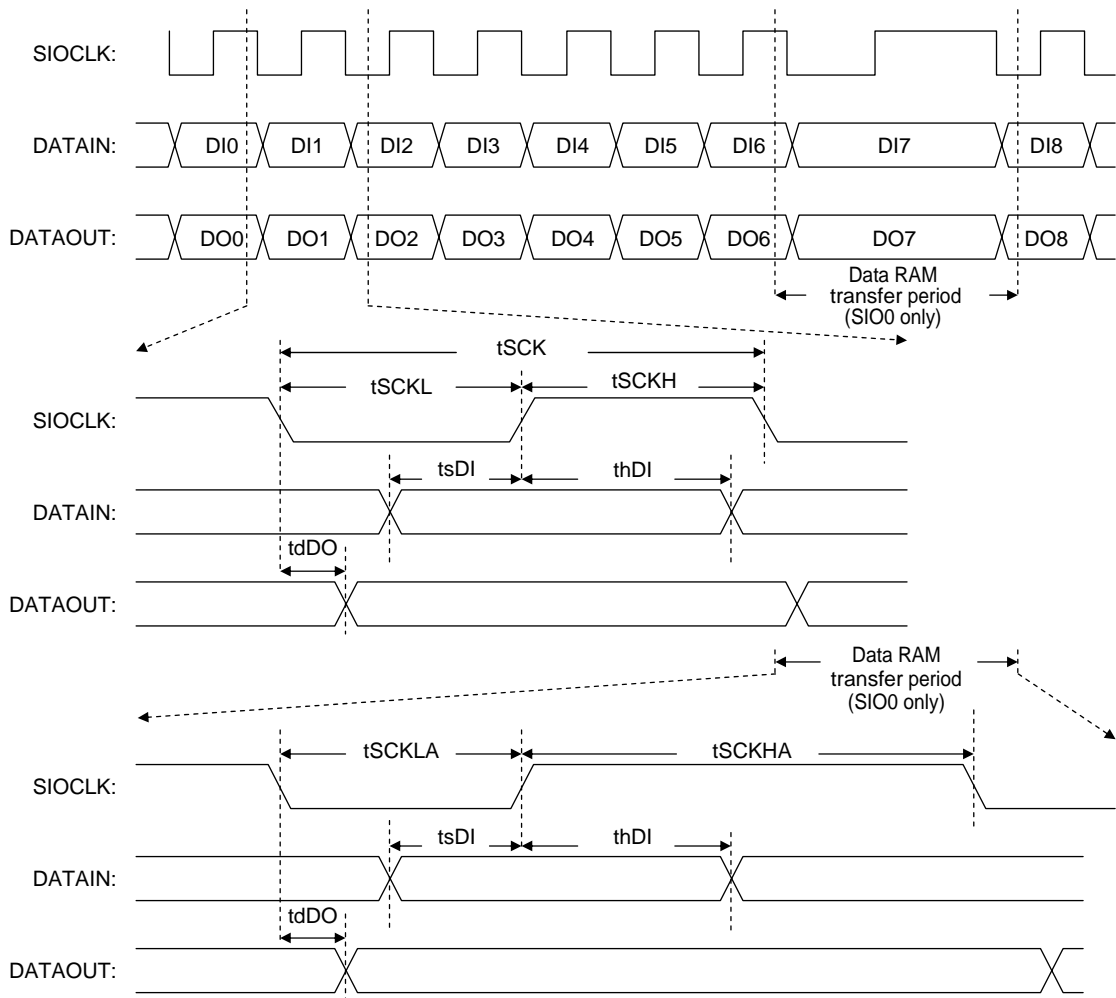 SIOCLK:
DATAIN: DI0 DI1 DI2 DI3 DI4 DI5 DI6 DI7 DI8
DATAOUT: DO0 DO1 DO2 DO3 DO4 DO5 DO6 DO7 DO8
Data RAM
transfer period
(SIO0 only)
tSCK
tSCKL tSCKH
SIOCLK:
tsDI thDI
DATAIN:
tdDO
DATAOUT:
Data RAM
transfer period
(SIO0 only)
tSCKLA tSCKHA
SIOCLK:
tsDI thDI
DATAIN:
tdDO
DATAOUT: